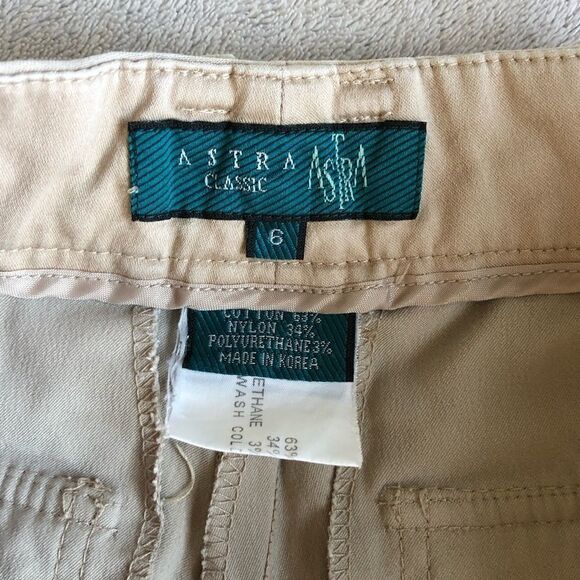 ASTRA
CLASSIC
ASTRA
6
COTTON 63%
NYLON 34%
POLYURETHANE 3%
MADE IN KOREA
63%
34%
ETHANE 3%
WASH COL